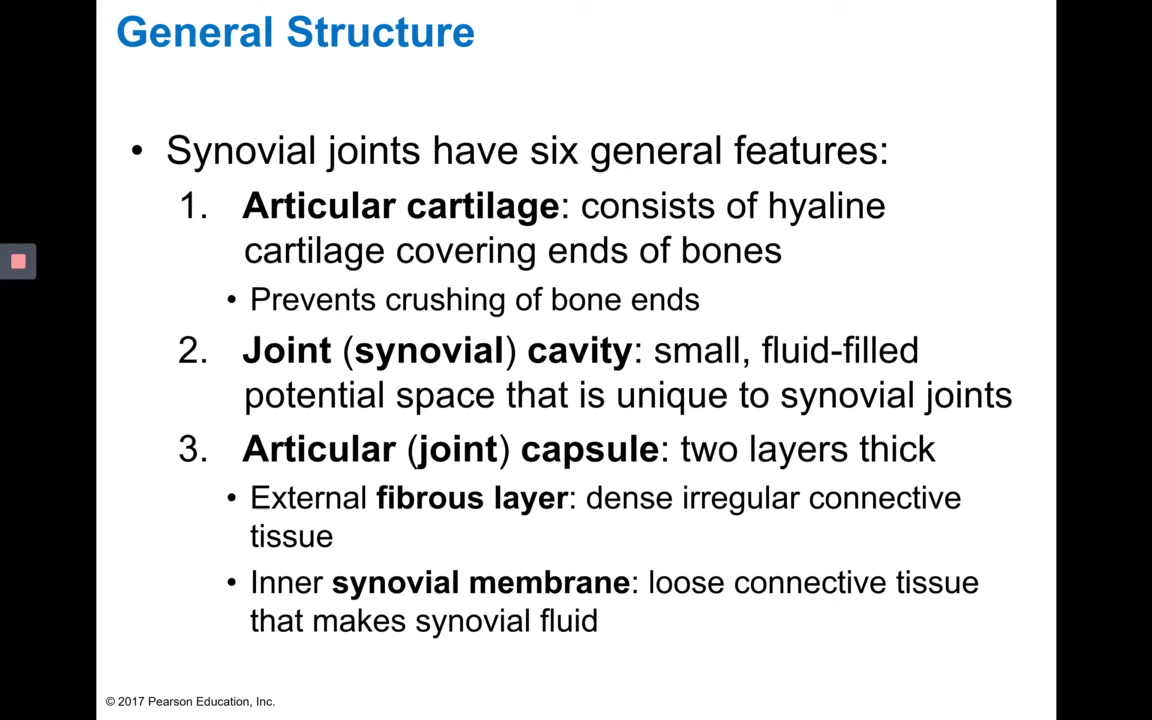 General Structure
• Synovial joints have six general features:
1. Articular cartilage: consists of hyaline
cartilage covering ends of bones
• Prevents crushing of bone ends
2. Joint (synovial) cavity: small, fluid-filled
potential space that is unique to synovial joints
3. Articular (joint) capsule: two layers thick
• External fibrous layer: dense irregular connective
tissue
• Inner synovial membrane: loose connective tissue
that makes synovial fluid
© 2017 Pearson Education, Inc.